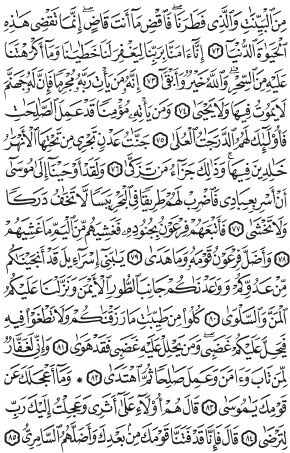 مِنَ ٱلْبَيِّنَٰتِ وَٱلَّذِى فَطَرَنَا ۖ فَٱقْضِ مَآ أَنتَ قَاضٍ ۖ إِنَّمَا تَقْضِى هَٰذِهِ
ٱلْحَيَوٰةَ ٱلدُّنْيَآ ٧٢ إِنَّآ ءَامَنَّا بِرَبِّنَا لِيَغْفِرَ لَنَا خَطَٰيَٰنَا وَمَآ أَكْرَهْتَنَا
عَلَيْهِ مِنَ ٱلسِّحْرِ ۗ وَٱللَّهُ خَيْرٌ وَأَبْقَىٰٓ ٧٣ إِنَّهُۥ مَن يَأْتِ رَبَّهُۥ مُجْرِمًا فَإِنَّ لَهُۥ جَهَنَّمَ
لَا يَمُوتُ فِيهَا وَلَا يَحْيَىٰ ٧٤ وَمَن يَأْتِهِۦ مُؤْمِنًا قَدْ عَمِلَ ٱلصَّٰلِحَٰتِ
فَأُو۟لَٰٓئِكَ لَهُمُ ٱلدَّرَجَٰتُ ٱلْعُلَىٰ ٧٥ جَنَّٰتُ عَدْنٍ تَجْرِى مِن تَحْتِهَا ٱلْأَنْهَٰرُ
خَٰلِدِينَ فِيهَا ۚ وَذَٰلِكَ جَزَآءُ مَن تَزَكَّىٰ ٧٦ وَلَقَدْ أَوْحَيْنَآ إِلَىٰ مُوسَىٰٓ
أَنْ أَسْرِ بِعِبَادِى فَٱضْرِبْ لَهُمْ طَرِيقًا فِى ٱلْبَحْرِ يَبَسًا لَّا تَخَٰفُ دَرَكًا
وَلَا تَخْشَىٰ ٧٧ فَأَتْبَعَهُمْ فِرْعَوْنُ بِجُنُودِهِۦ فَغَشِيَهُم مِّنَ ٱلْيَمِّ مَا غَشِيَهُمْ
٧٨ وَأَضَلَّ فِرْعَوْنُ قَوْمَهُۥ وَمَا هَدَىٰ ٧٩ يَٰبَنِىٓ إِسْرَٰٓءِيلَ قَدْ أَنجَيْنَٰكُم
مِّنْ عَدُوِّكُمْ وَوَٰعَدْنَٰكُمْ جَانِبَ ٱلطُّورِ ٱلْأَيْمَنَ وَنَزَّلْنَا عَلَيْكُمُ
ٱلْمَنَّ وَٱلسَّلْوَىٰ ٨٠ كُلُوا۟ مِن طَيِّبَٰتِ مَا رَزَقْنَٰكُمْ وَلَا تَطْغَوْا۟ فِيهِ
فَيَحِلَّ عَلَيْكُمْ غَضَبِى ۖ وَمَن يَحْلِلْ عَلَيْهِ غَضَبِى فَقَدْ هَوَىٰ ٨١ وَإِنِّى لَغَفَّارٌ
لِّمَن تَابَ وَءَامَنَ وَعَمِلَ صَٰلِحًا ثُمَّ ٱهْتَدَىٰ ٨٢ ۞ وَمَآ أَعْجَلَكَ عَن
قَوْمِكَ يَٰمُوسَىٰ ٨٣ قَالَ هُمْ أُو۟لَآءِ عَلَىٰٓ أَثَرِى وَعَجِلْتُ إِلَيْكَ رَبِّ
لِتَرْضَىٰ ٨٤ قَالَ فَإِنَّا قَدْ فَتَنَّا قَوْمَكَ مِنۢ بَعْدِكَ وَأَضَلَّهُمُ ٱلسَّامِرِىُّ ٨٥